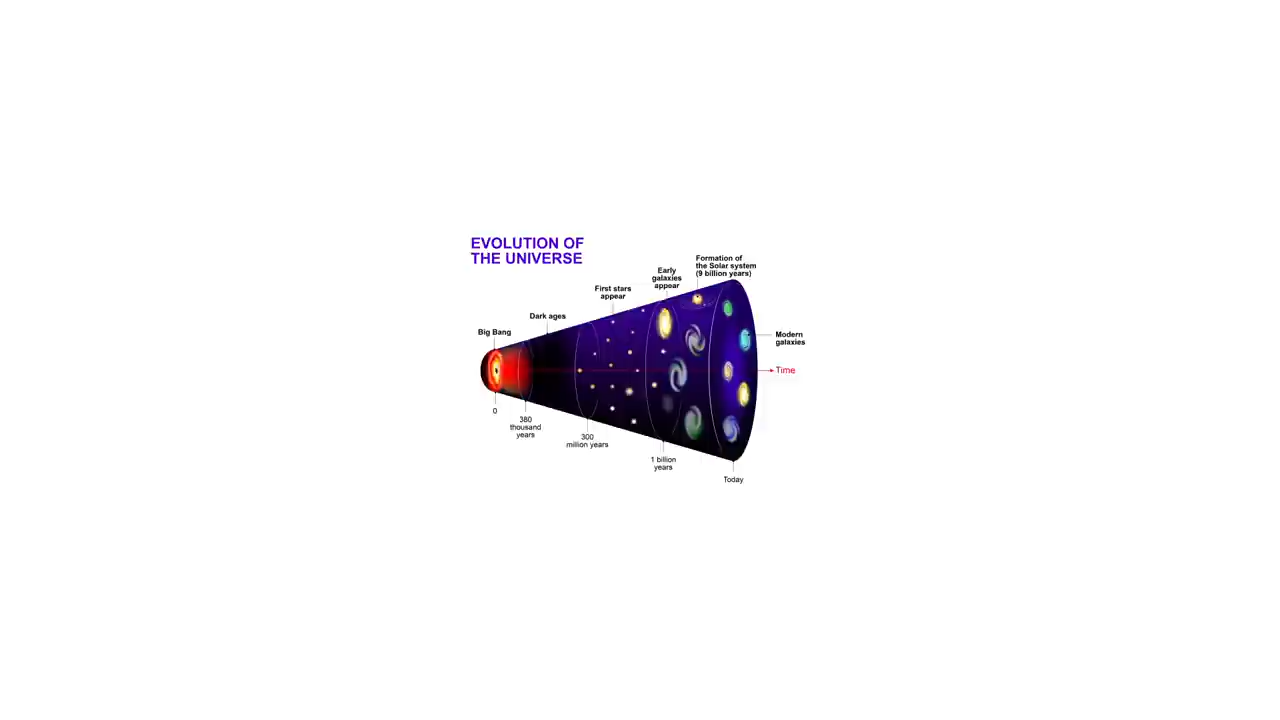 EVOLUTION OF
THE UNIVERSE
Formation of
the Solar system
(9 billion years)
Early
galaxies
appear
First stars
appear
Dark ages
Big Bang
Modern
galaxies
Time
0
380
thousand
years
300
million years
1 billion
years
Today